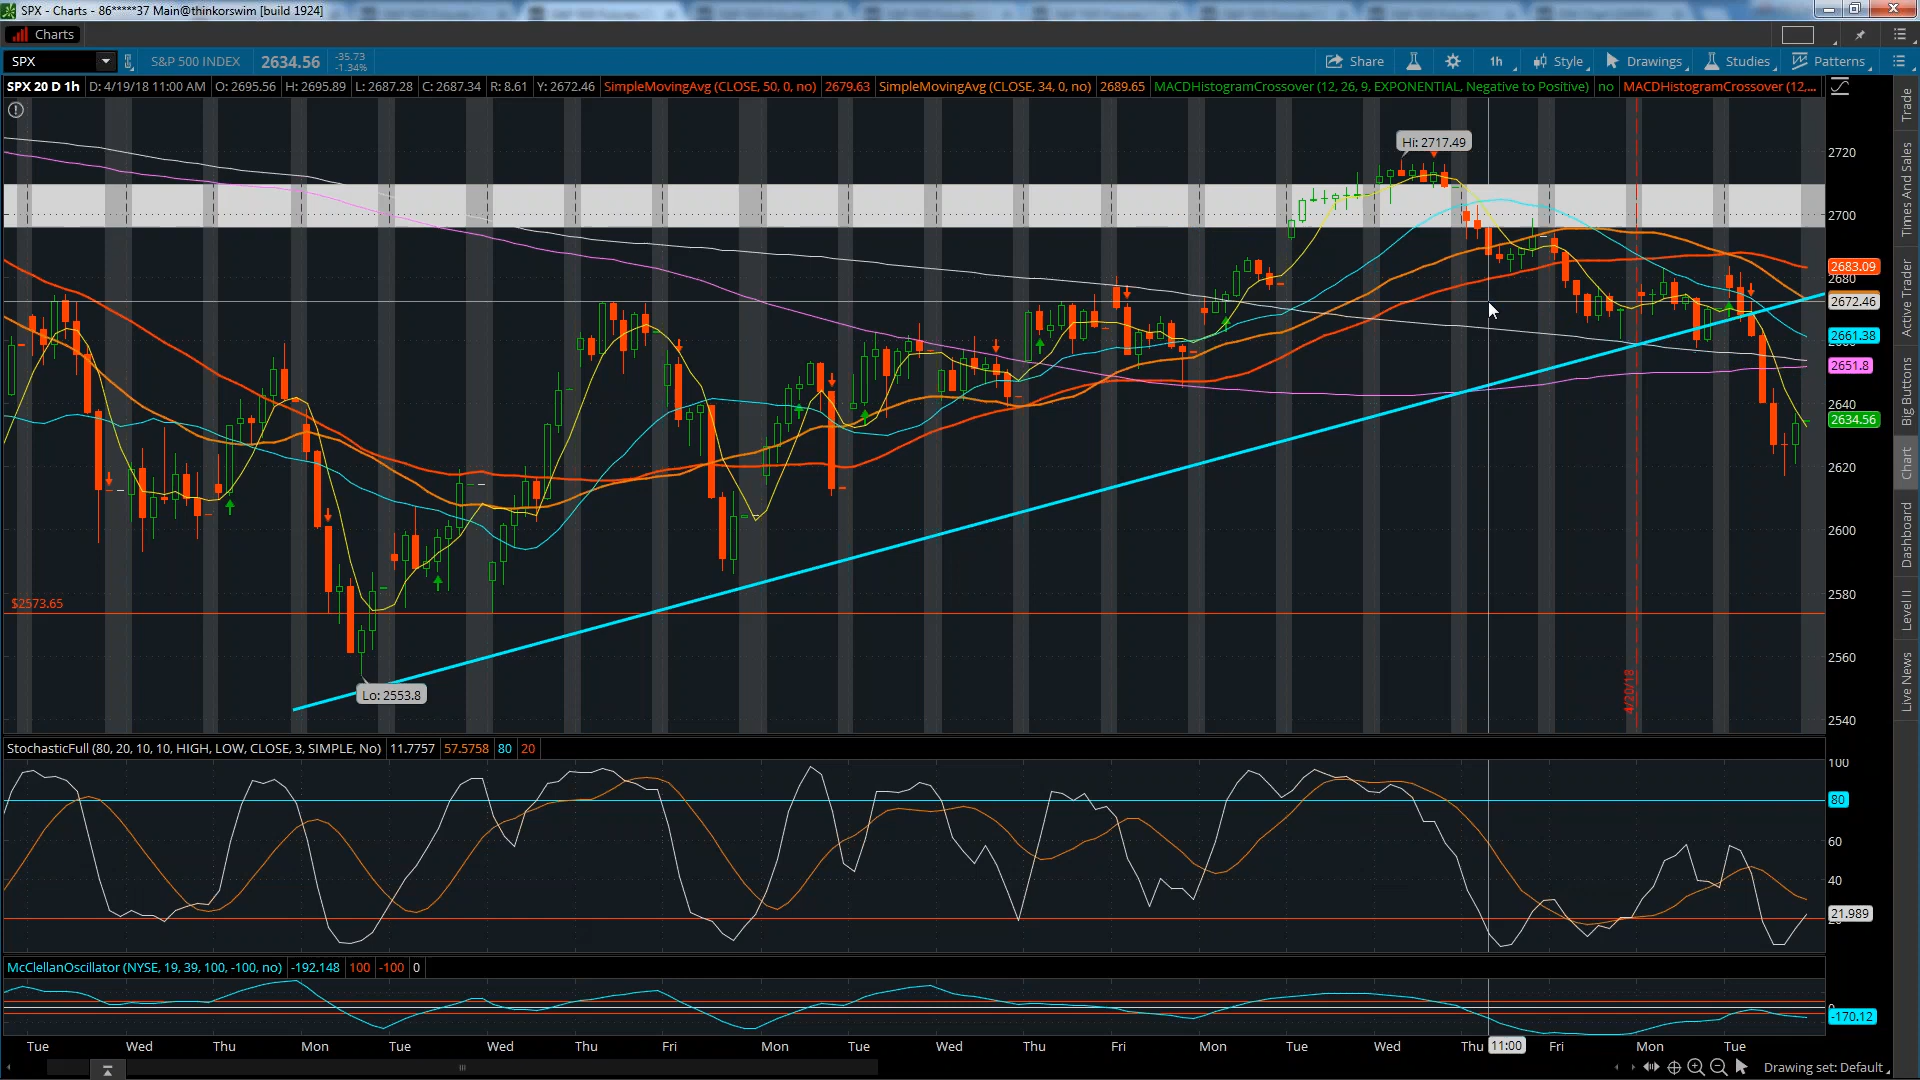 SPX - Charts - 86*****37 Main@thinkorswim [build 1924]
Charts
SPX S&P 500 INDEX 2634.56 -35.73 -1.34% Share 1h Style Drawings Studies Patterns
SPX 20 D 1h D: 4/19/18 11:00 AM O: 2695.56 H: 2695.89 L: 2687.28 C: 2687.34 R: 8.61 Y: 2672.46 SimpleMovingAvg (CLOSE, 50, 0, no) 2679.63 SimpleMovingAvg (CLOSE, 34, 0, no) 2689.65 MACDHistogramCrossover (12, 26, 9, EXPONENTIAL, Negative to Positive) no MACDHistogramCrossover (12,...
Hi: 2717.49
2720
2700
2683.09
2680
2672.46
2661.38
2651.8
2640
2634.56
2620
2600
2580
$2573.65
2560
Lo: 2553.8
4/20/18
2540
StochasticFull (80, 20, 10, 10, HIGH, LOW, CLOSE, 3, SIMPLE, No) 11.7757 57.5758 80 20
100
80
60
40
21.989
McClellanOscillator (NYSE, 19, 39, 100, -100, no) -192.148 100 -100 0
0
-170.12
Tue Wed Thu Mon Tue Wed Thu Fri Mon Tue Wed Thu Fri Mon Tue Wed Thu 11:00 Fri Mon Tue
Drawing set: Default
Trade
Times And Sales
Active Trader
Big Buttons
Chart
Dashboard
Level II
Live News